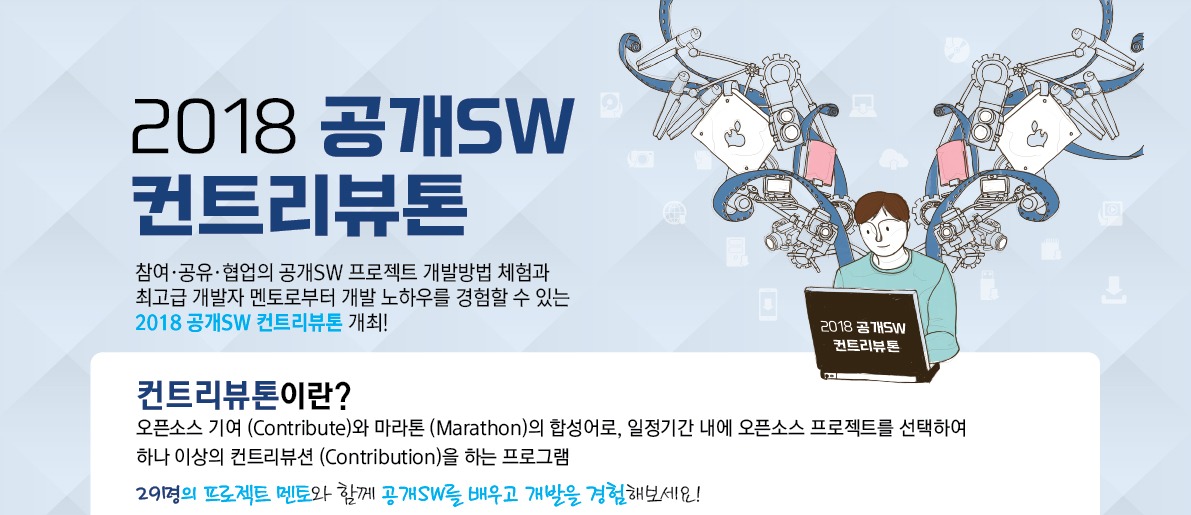 2018 공개SW
컨트리뷰톤
참여·공유·협업의 공개SW 프로젝트 개발방법 체험과
최고급 개발자 멘토로부터 개발 노하우를 경험할 수 있는
2018 공개SW 컨트리뷰톤 개최!
2018 공개SW
컨트리뷰톤
컨트리뷰톤이란?
오픈소스 기여 (Contribute)와 마라톤 (Marathon)의 합성어로, 일정기간 내에 오픈소스 프로젝트를 선택하여
하나 이상의 컨트리뷰션 (Contribution)을 하는 프로그램
29명의 프로젝트 멘토와 함께 공개SW를 배우고 개발을 경험해보세요!